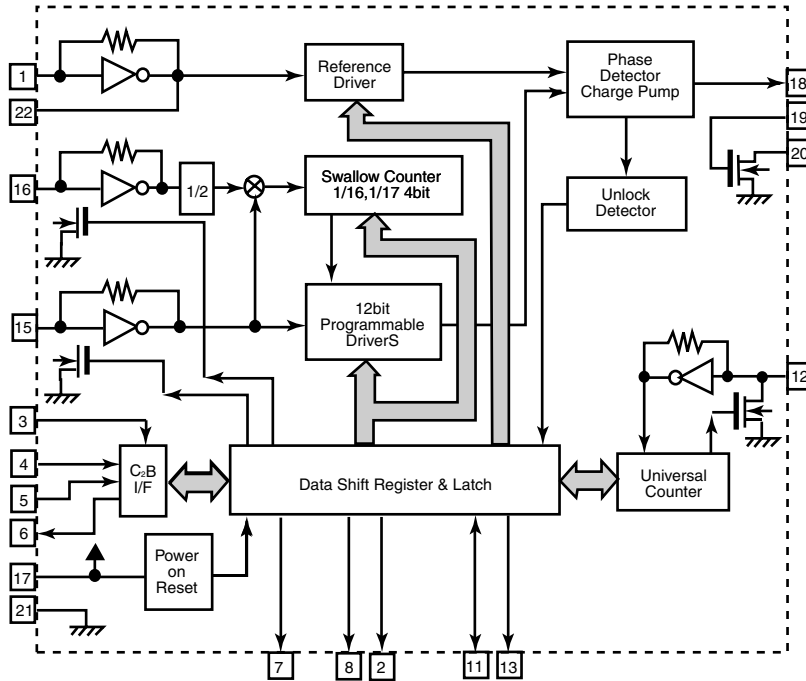 1
22
16
15
3
4
5
6
17
21
Reference
Driver
Phase
Detector
Charge Pump
18
19
20
1/2
Swallow Counter
1/16,1/17 4bit
Unlock
Detector
12bit
Programmable
DriverS
12
C₂B
I/F
Data Shift Register & Latch
Universal
Counter
Power
on
Reset
7
8
2
11
13